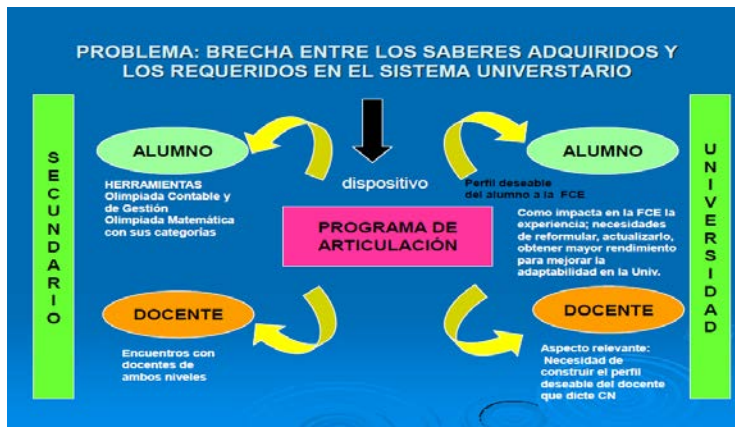 PROBLEMA: BRECHA ENTRE LOS SABERES ADQUIRIDOS Y
LOS REQUERIDOS EN EL SISTEMA UNIVERSTARIO
SECUNDARIO
ALUMNO
HERRAMIENTAS
Olimpiada Contable y
de Gestión
Olimpiada Matemática
con sus categorías
DOCENTE
Encuentros con
docentes de
ambos niveles
dispositivo
PROGRAMA DE
ARTICULACIÓN
ALUMNO
Perfil deseable
del alumno a la FCE
Como impacta en la FCE la
experiencia; necesidades
de reformular, actualizarlo,
obtener mayor rendimiento
para mejorar la
adaptabilidad en la Univ.
DOCENTE
Aspecto relevante:
Necesidad de
construir el perfil
deseable del docente
que dicte CN
UNIVERSIDAD